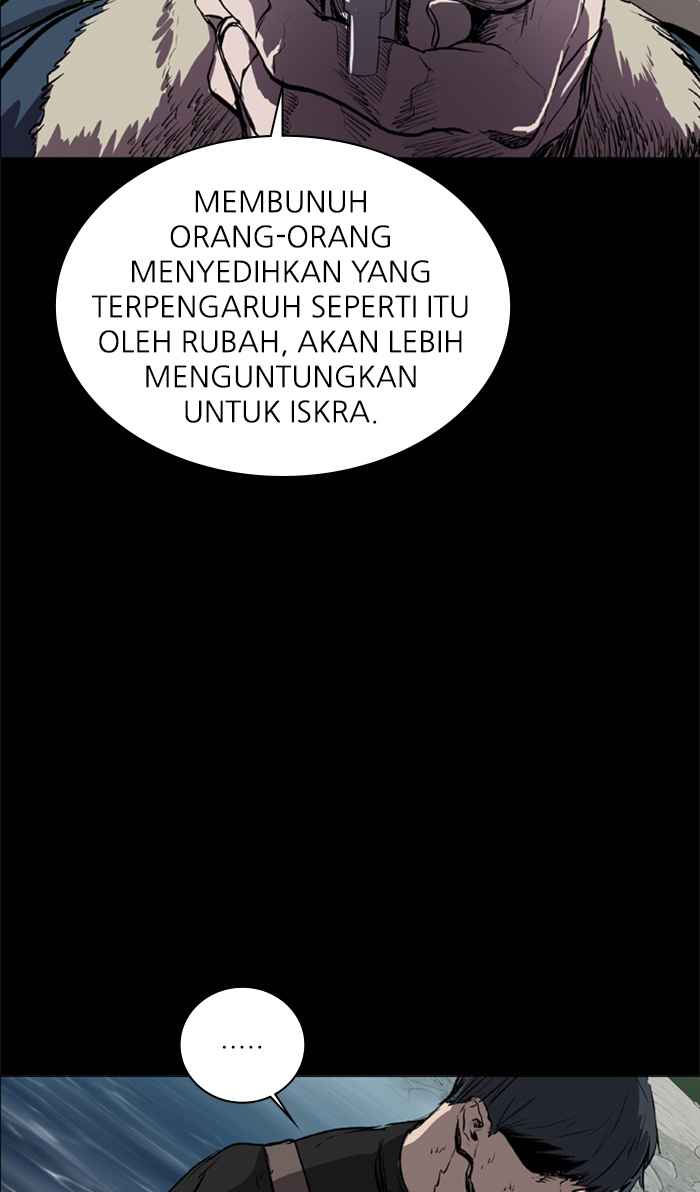 MEMBUNUH
ORANG-ORANG
MENYEDIHKAN YANG
TERPENGARUH SEPERTI ITU
OLEH RUBAH, AKAN LEBIH
MENGUNTUNGKAN
UNTUK ISKRA.
.....